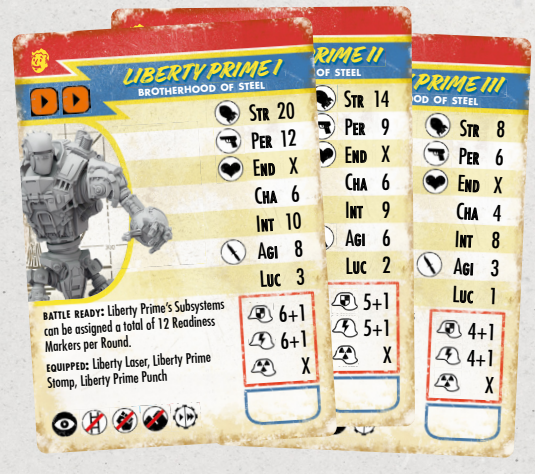 LIBERTY PRIME I
BROTHERHOOD OF STEEL
STR 20
PER 12
END X
CHA 6
INT 10
AGI 8
LUC 3
BATTLE READY: Liberty Prime's Subsystems
can be assigned a total of 12 Readiness
Markers per Round.
EQUIPPED: Liberty Laser, Liberty Prime
Stomp, Liberty Prime Punch
6+1
6+1
X
PRIME II
OF STEEL
STR 14
PER 9
END X
CHA 6
INT 9
AGI 6
LUC 2
5+1
5+1
X
PRIME III
OD OF STEEL
STR 8
PER 6
END X
CHA 4
INT 8
AGI 3
LUC 1
4+1
4+1
X